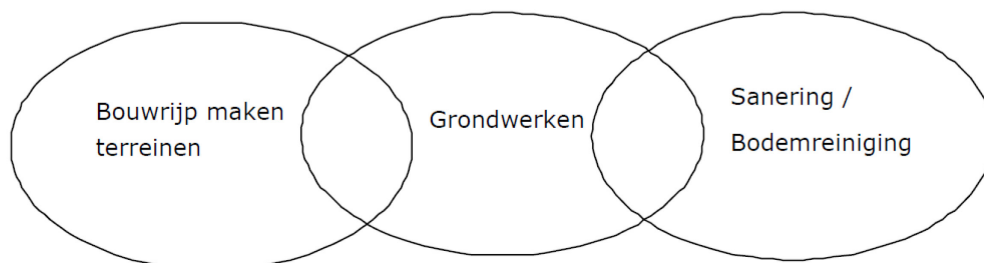 Bouwrijp maken
terreinen
Grondwerken
Sanering /
Bodemreiniging